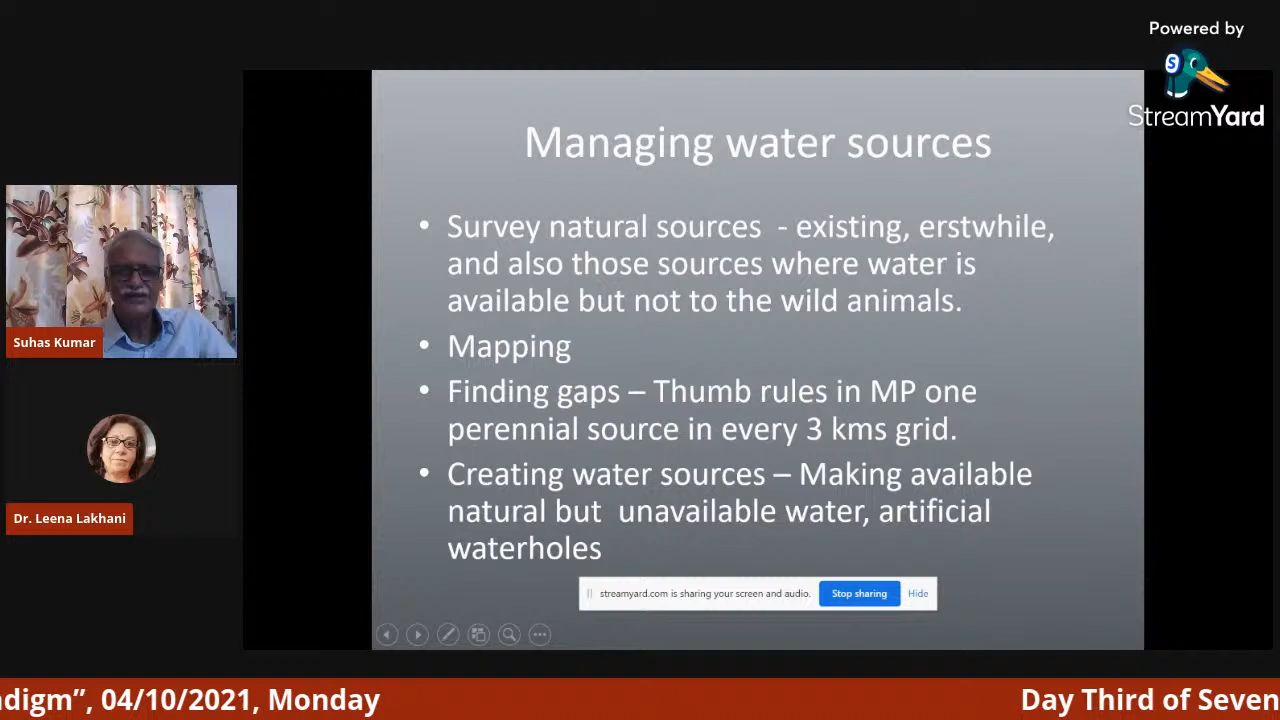 Powered by
StreamYard
Managing water sources
• Survey natural sources - existing, erstwhile,
and also those sources where water is
available but not to the wild animals.
• Mapping
• Finding gaps – Thumb rules in MP one
perennial source in every 3 kms grid.
• Creating water sources – Making available
natural but unavailable water, artificial
waterholes
Suhas Kumar
Dr. Leena Lakhani
streamyard.com is sharing your screen and audio. Stop sharing Hide
adigm”, 04/10/2021, Monday Day Third of Seven